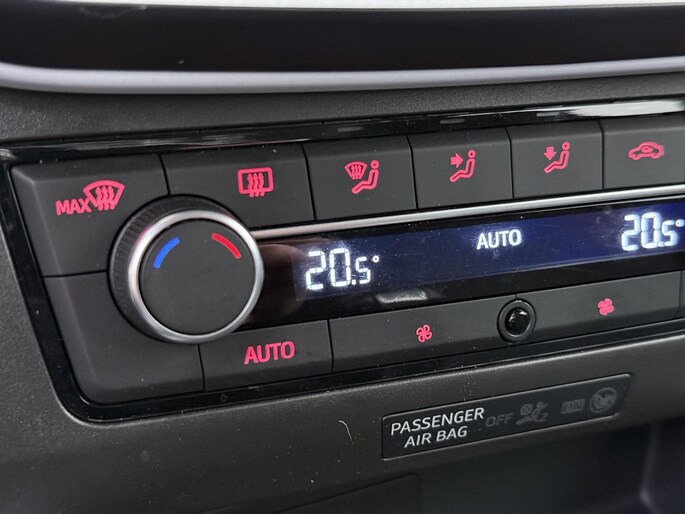 MAX
20.5°
AUTO
20.5°
AUTO
PASSENGER
AIR BAG
OFF
ON